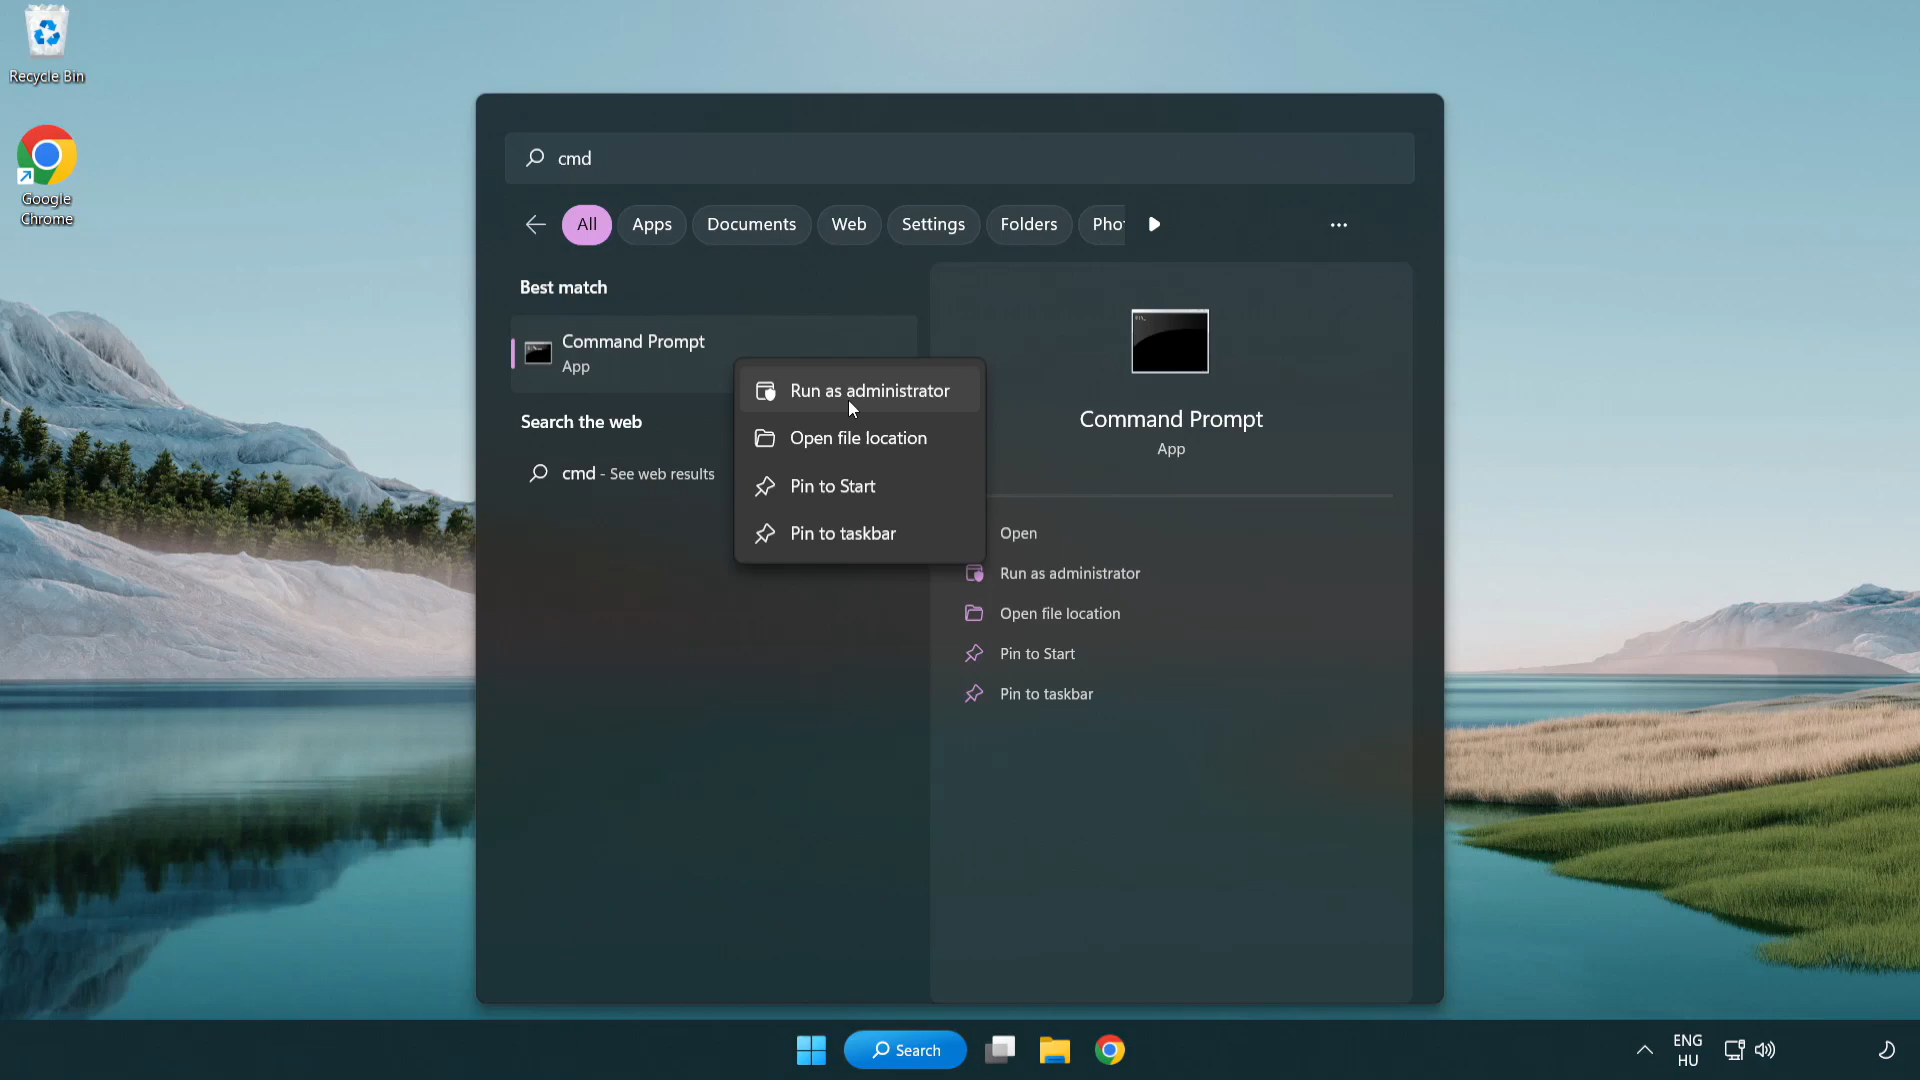 Recycle Bin
Google
Chrome
cmd
All
Apps
Documents
Web
Settings
Folders
Pho
Best match
Command Prompt
App
Search the web
cmd - See web results
Run as administrator
Open file location
Pin to Start
Pin to taskbar
Command Prompt
App
Open
Run as administrator
Open file location
Pin to Start
Pin to taskbar
Search
ENG
HU